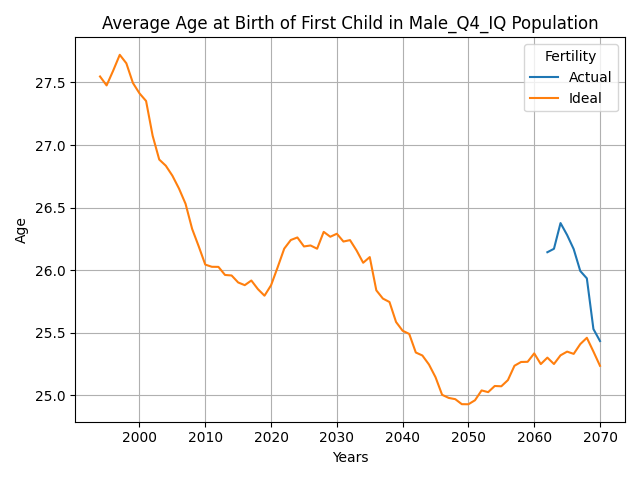 Average Age at Birth of First Child in Male_Q4_IQ Population
Fertility
Actual
Ideal
Age
27.5
27.0
26.5
26.0
25.5
25.0
2000 2010 2020 2030 2040 2050 2060 2070
Years